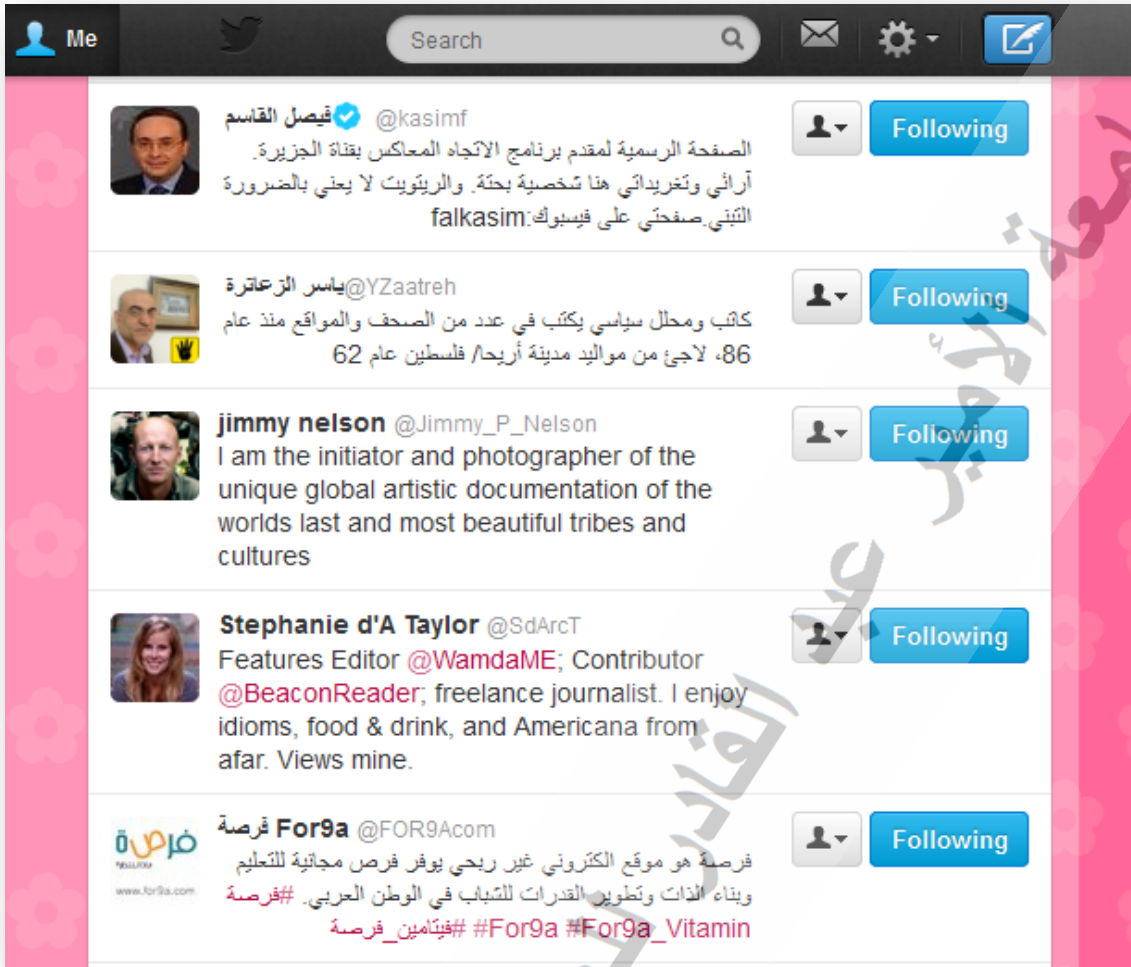 Me
Search
فيصل القاسم @kasimf
Following
الصفحة الرسمية لمقدم برنامج الاتجاه المعاكس بقناة الجزيرة.
آرائي وتغريداتي هنا شخصية بحتة. والريتويت لا يعني بالضرورة
التبني.صفحتي على فيسبوك:falkasim
ياسر الزعاترة@YZaatreh
Following
كاتب ومحلل سياسي يكتب في عدد من الصحف والمواقع منذ عام
86، لاجئ من مواليد مدينة أريحا/ فلسطين عام 62
jimmy nelson @Jimmy_P_Nelson
Following
I am the initiator and photographer of the
unique global artistic documentation of the
worlds last and most beautiful tribes and
cultures
Stephanie d'A Taylor @SdArcT
Following
Features Editor @WamdaME; Contributor
@BeaconReader; freelance journalist. I enjoy
idioms, food & drink, and Americana from
afar. Views mine.
فرصة For9a @FOR9Acom
Following
فرصة
www.for9a.com
فرصة هو موقع الكتروني غير ربحي يوفر فرص مجانية للتعليم
وبناء الذات وتطوير القدرات للشباب في الوطن العربي. #فرصة
#فيتامين_فرصة #For9a #For9a_Vitamin
الأمير عبد القادر